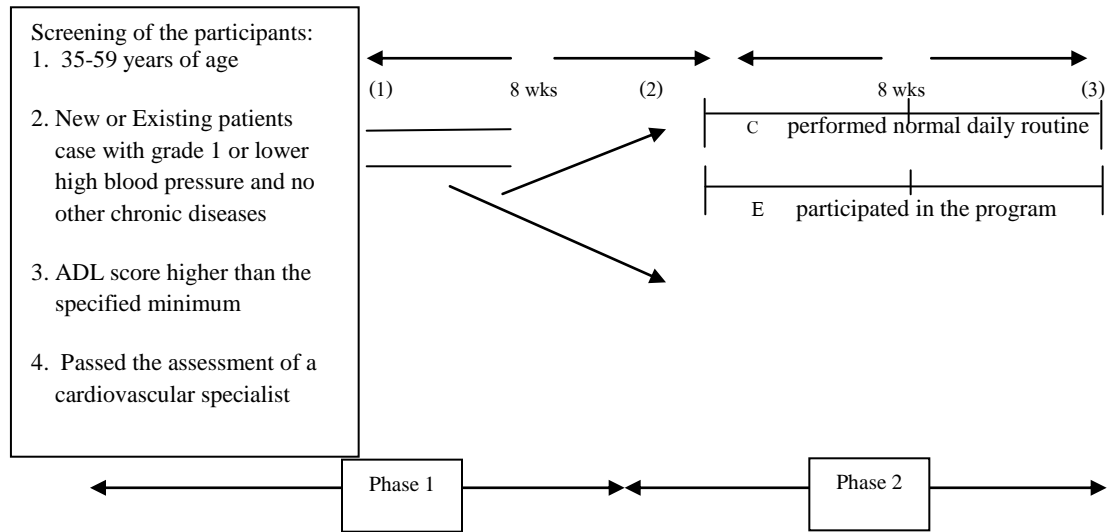 Screening of the participants:
1. 35-59 years of age
2. New or Existing patients
case with grade 1 or lower
high blood pressure and no
other chronic diseases
3. ADL score higher than the
specified minimum
4. Passed the assessment of a
cardiovascular specialist
(1) 8 wks (2) 8 wks (3)
C performed normal daily routine
E participated in the program
Phase 1 Phase 2